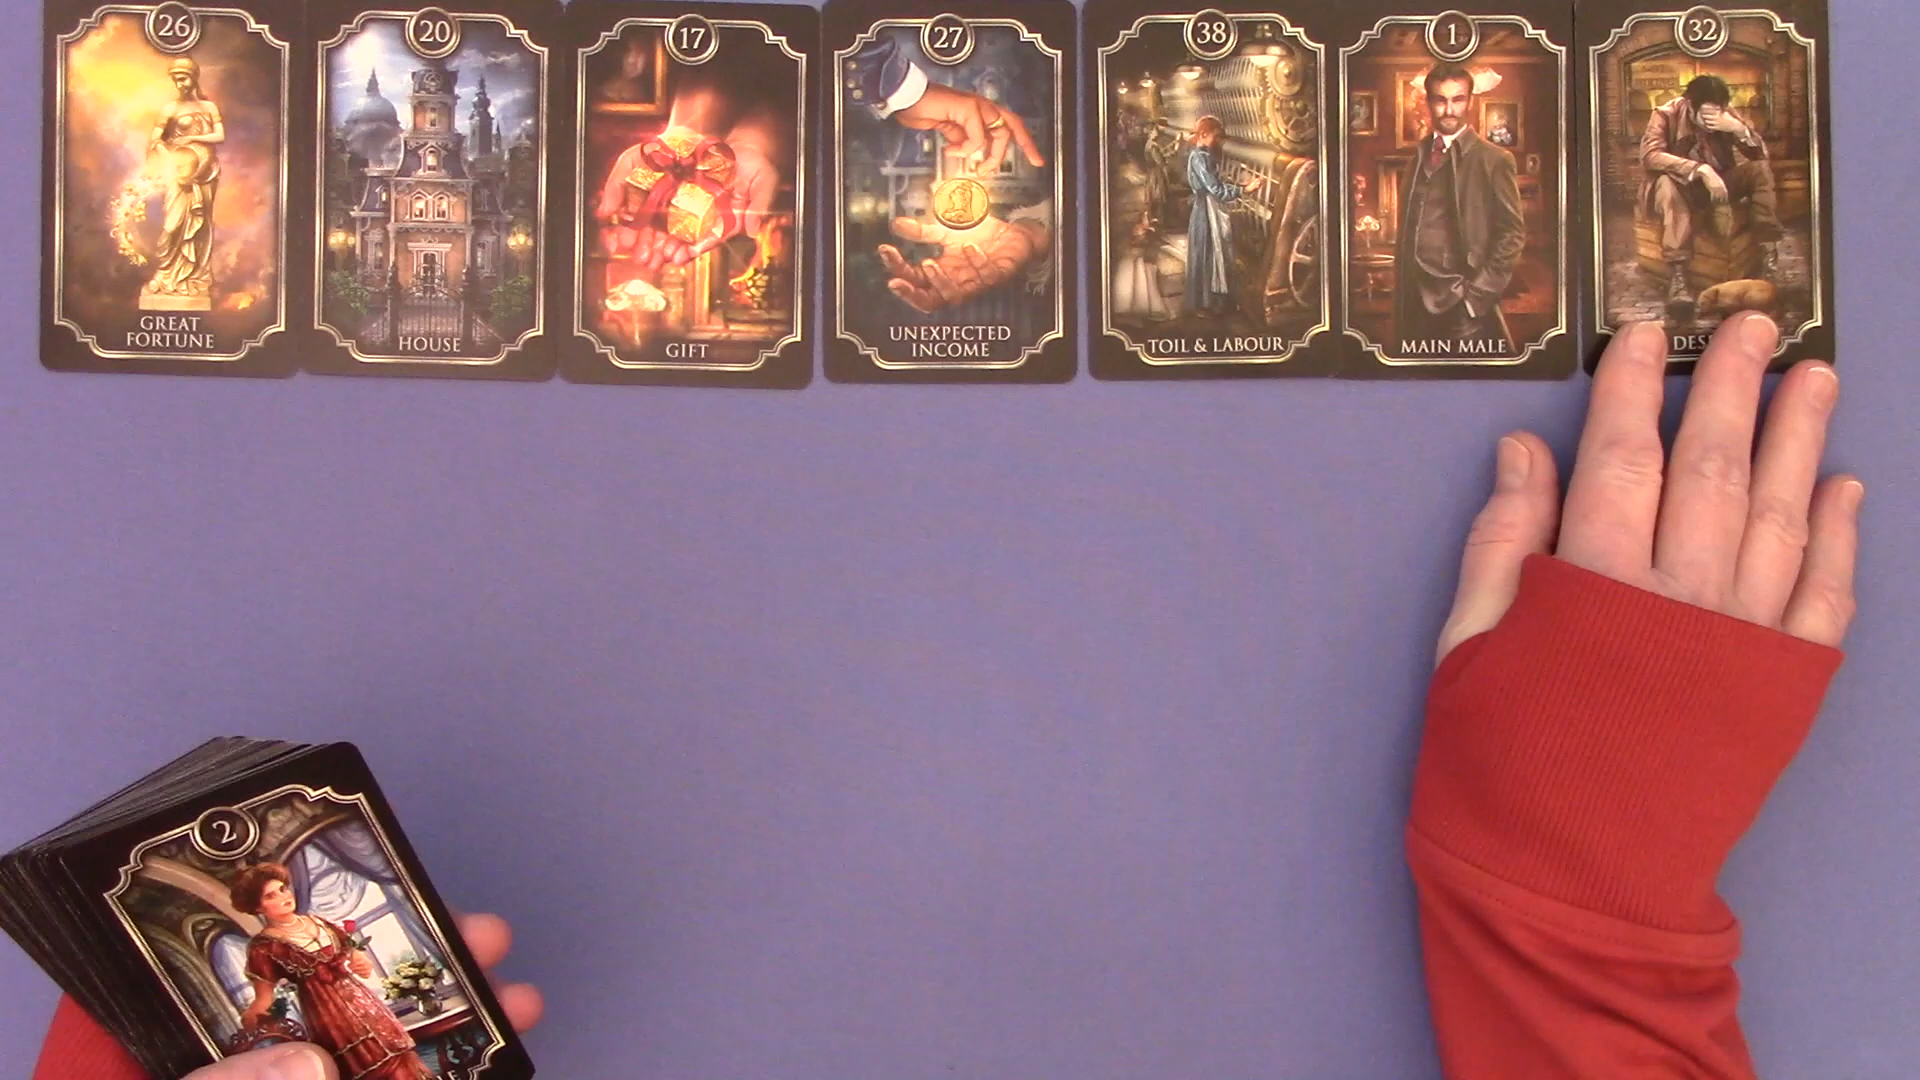 26
GREAT
FORTUNE
20
HOUSE
17
GIFT
27
UNEXPECTED
INCOME
38
TOIL & LABOUR
1
MAIN MALE
32
2